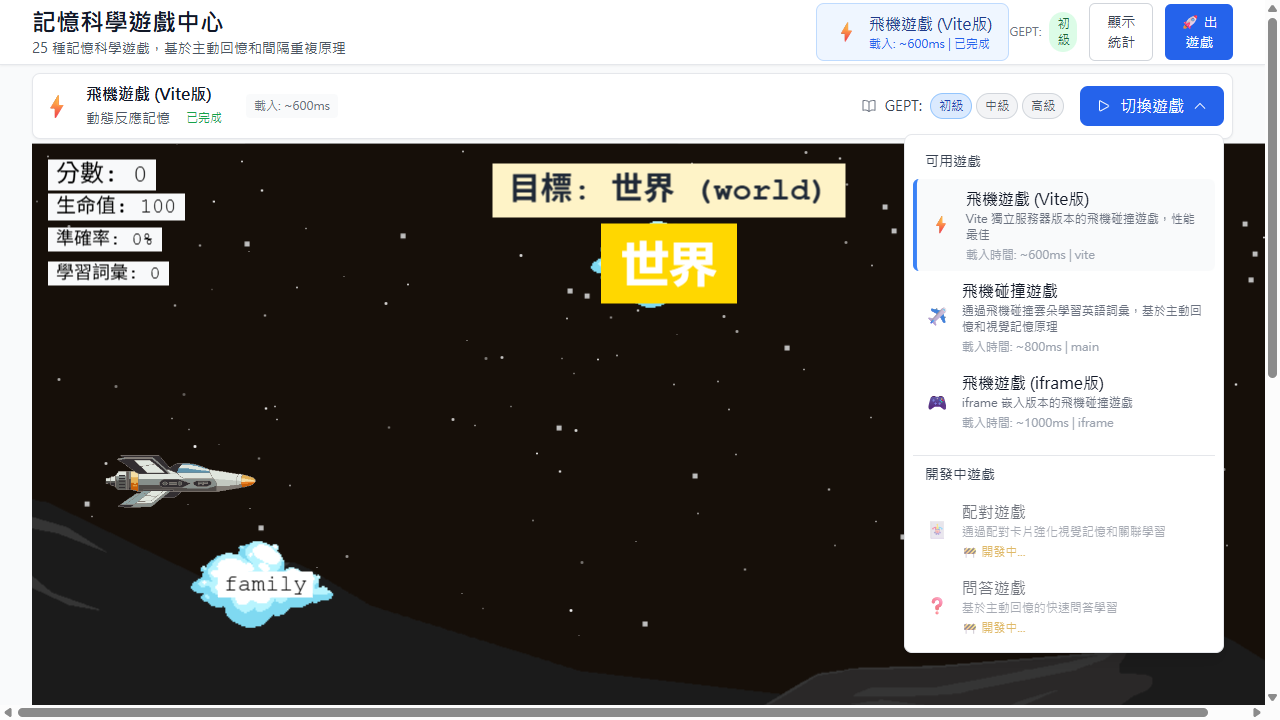 記憶科學遊戲中心
25 種記憶科學遊戲，基於主動回憶和間隔重複原理
飛機遊戲 (Vite版)
載入: ~600ms | 已完成
GEPT:
初
級
顯示
統計
🚀 出
遊戲
飛機遊戲 (Vite版)
動態反應記憶
已完成
載入: ~600ms
GEPT:
初級
中級
高級
切換遊戲
分數: 0
生命值: 100
準確率: 0%
學習詞彙: 0
目標: 世界 (world)
世界
family
可用遊戲
飛機遊戲 (Vite版)
Vite 獨立服務器版本的飛機碰撞遊戲，性能
最佳
載入時間: ~600ms | vite
飛機碰撞遊戲
通過飛機碰撞雲朵學習英語詞彙，基於主動回
憶和視覺記憶原理
載入時間: ~800ms | main
飛機遊戲 (iframe版)
iframe 嵌入版本的飛機碰撞遊戲
載入時間: ~1000ms | iframe
開發中遊戲
配對遊戲
通過配對卡片強化視覺記憶和關聯學習
🚧 開發中...
問答遊戲
基於主動回憶的快速問答學習
🚧 開發中...